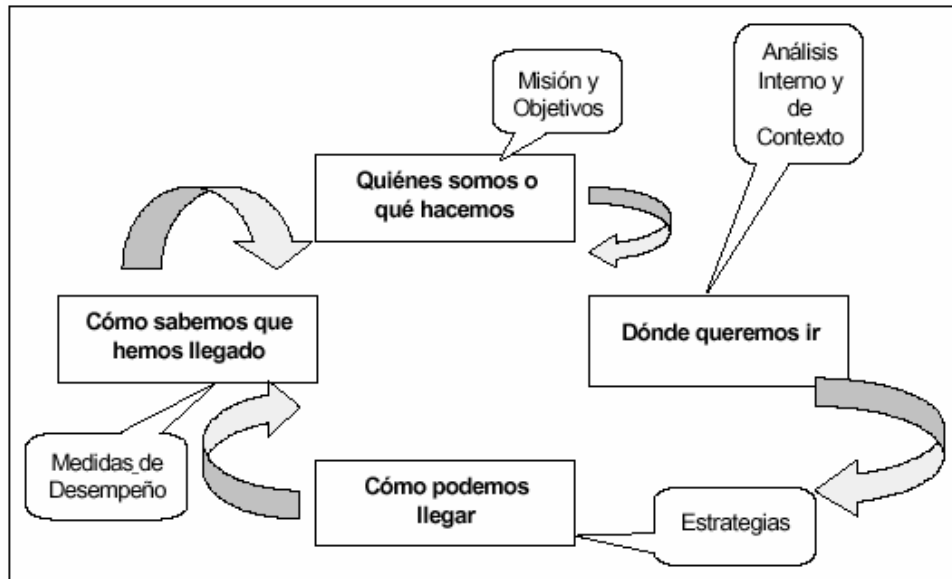 Misión y
Objetivos
Análisis
Interno y
de
Contexto
Quiénes somos o
qué hacemos
Cómo sabemos que
hemos llegado
Dónde queremos ir
Medidas de
Desempeño
Cómo podemos
llegar
Estrategias